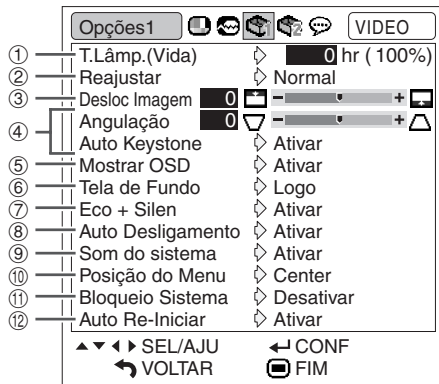 Opções1 VIDEO
① T.Lâmp.(Vida) 0 hr ( 100%)
② Reajustar Normal
③ Desloc Imagem 0 − +
④ Angulação 0 − +
Auto Keystone Ativar
⑤ Mostrar OSD Ativar
⑥ Tela de Fundo Logo
⑦ Eco + Silen Ativar
⑧ Auto Desligamento Ativar
⑨ Som do sistema Ativar
⑩ Posição do Menu Center
⑪ Bloqueio Sistema Desativar
⑫ Auto Re-Iniciar Ativar
SEL/AJU CONF
VOLTAR FIM